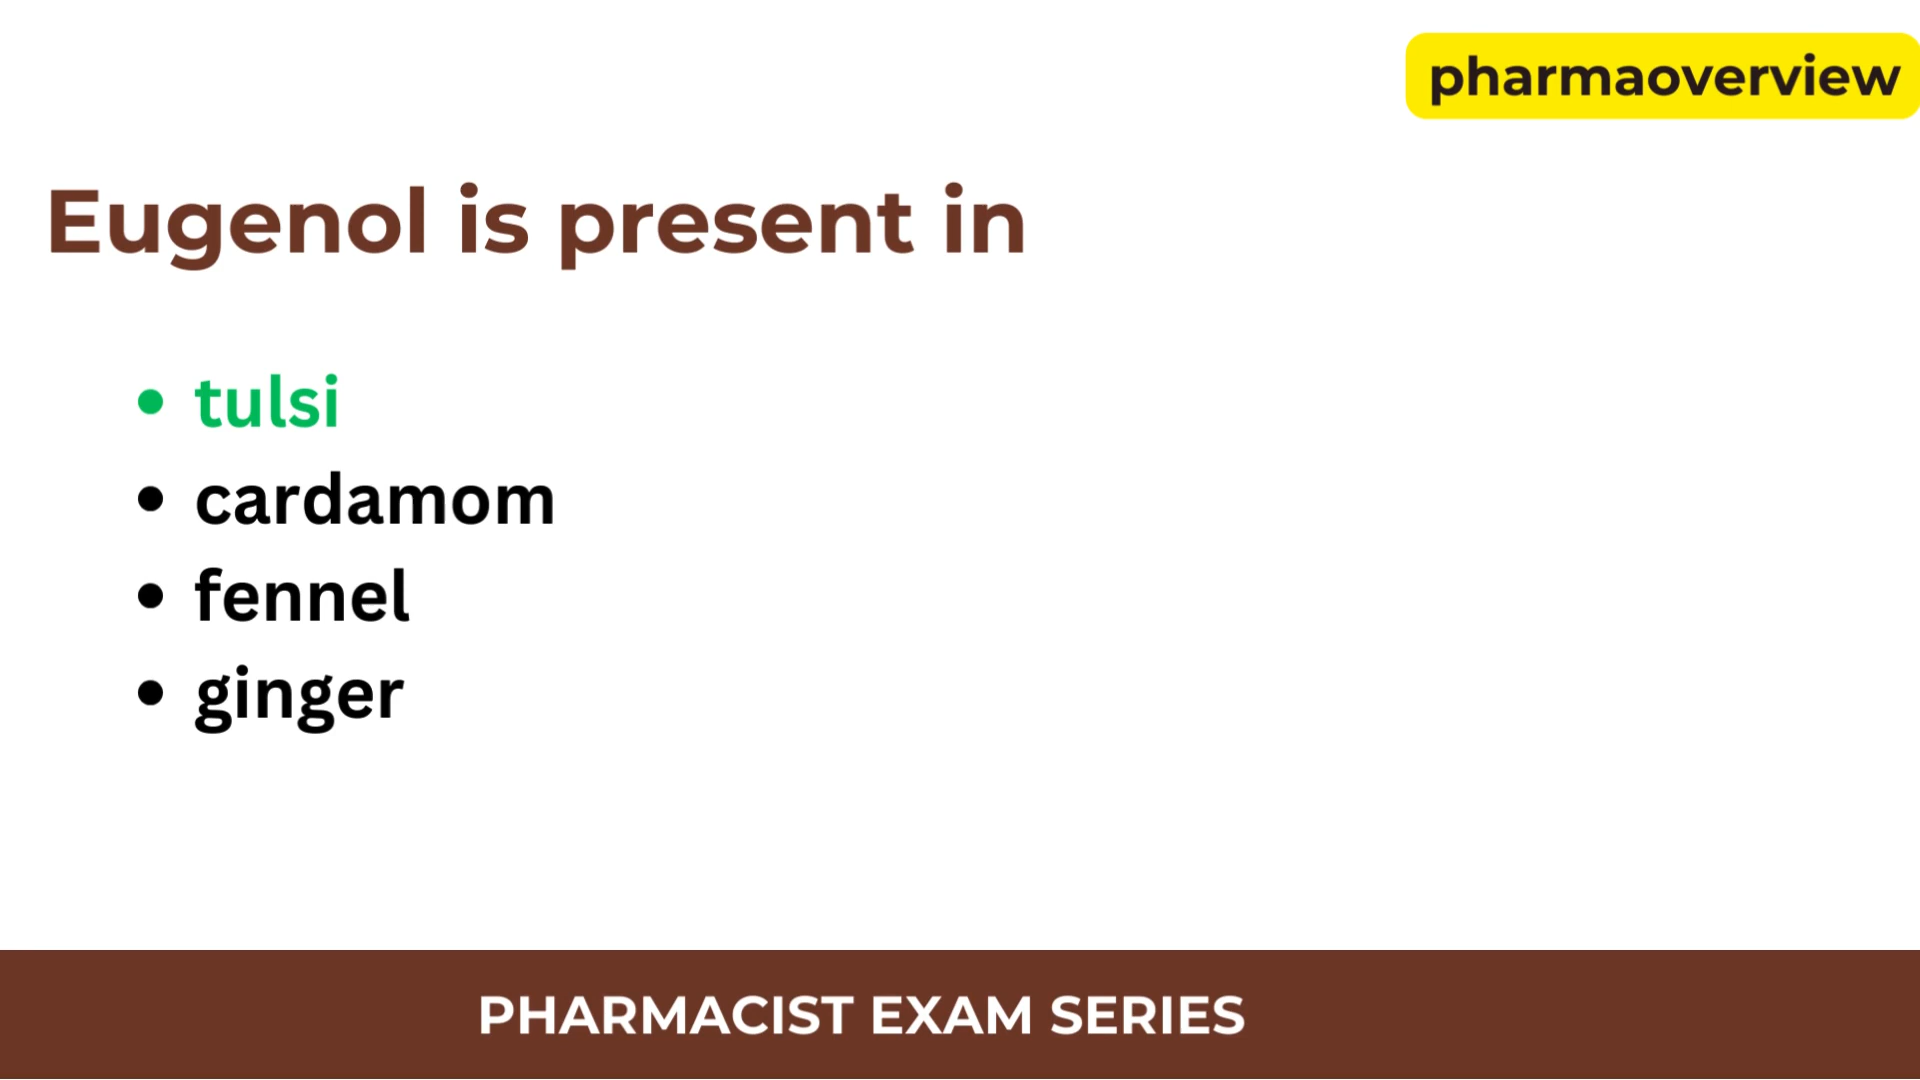 pharmaoverview
Eugenol is present in
• tulsi
• cardamom
• fennel
• ginger
PHARMACIST EXAM SERIES